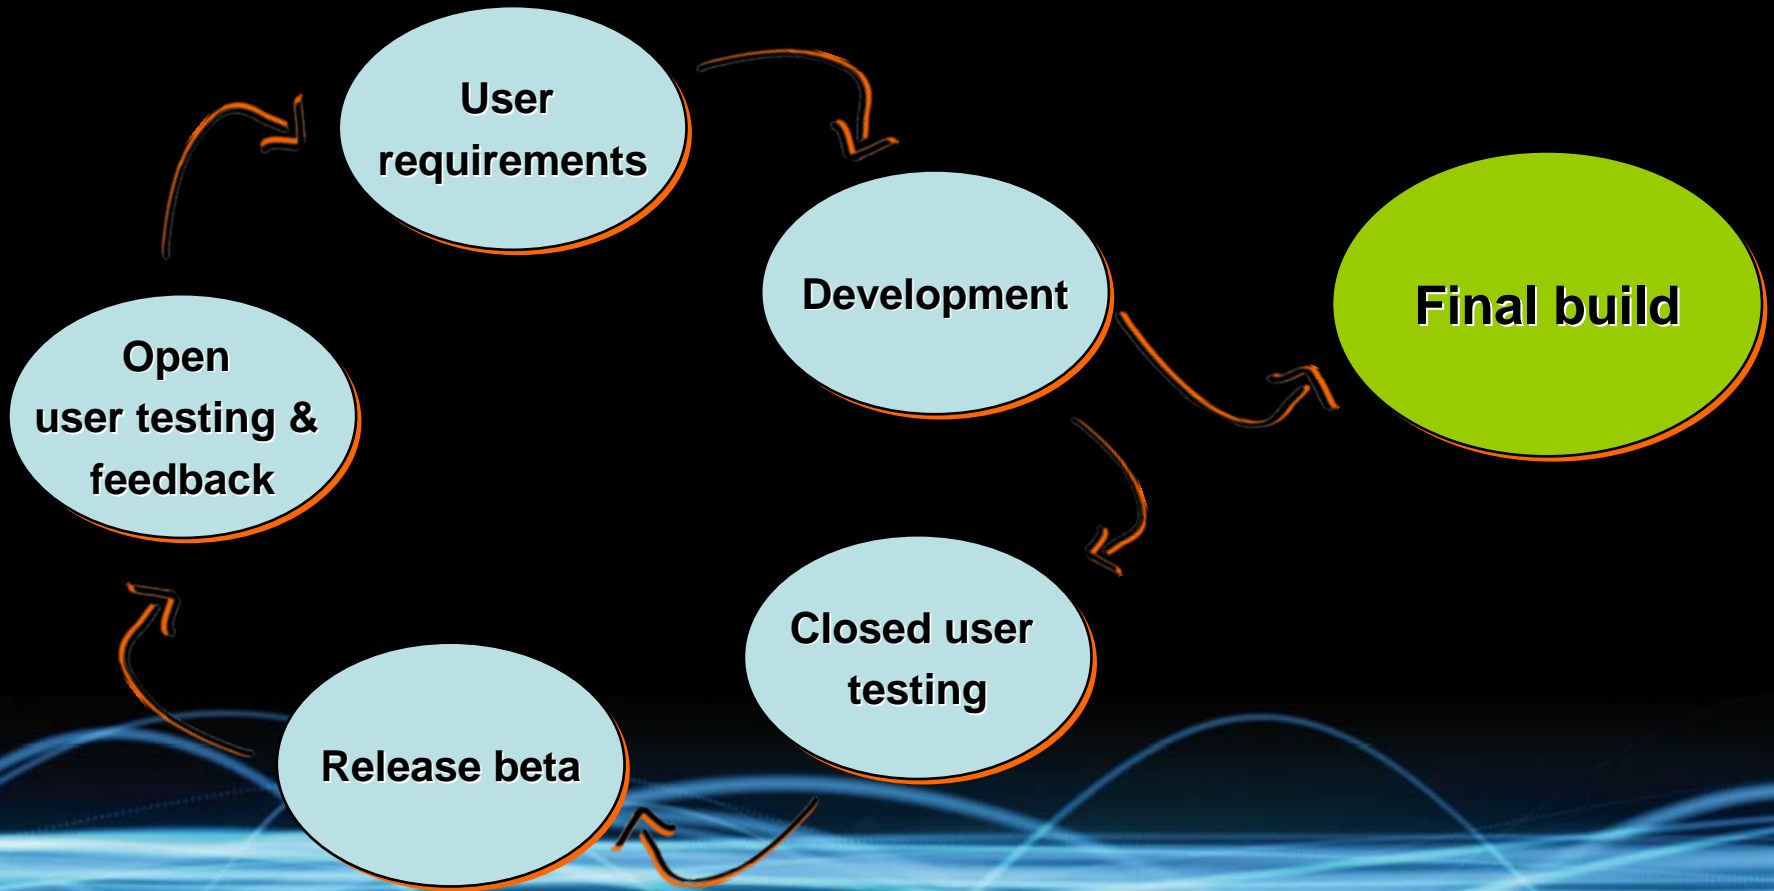 User
requirements
Development
Final build
Open
user testing &
feedback
Closed user
testing
Release beta